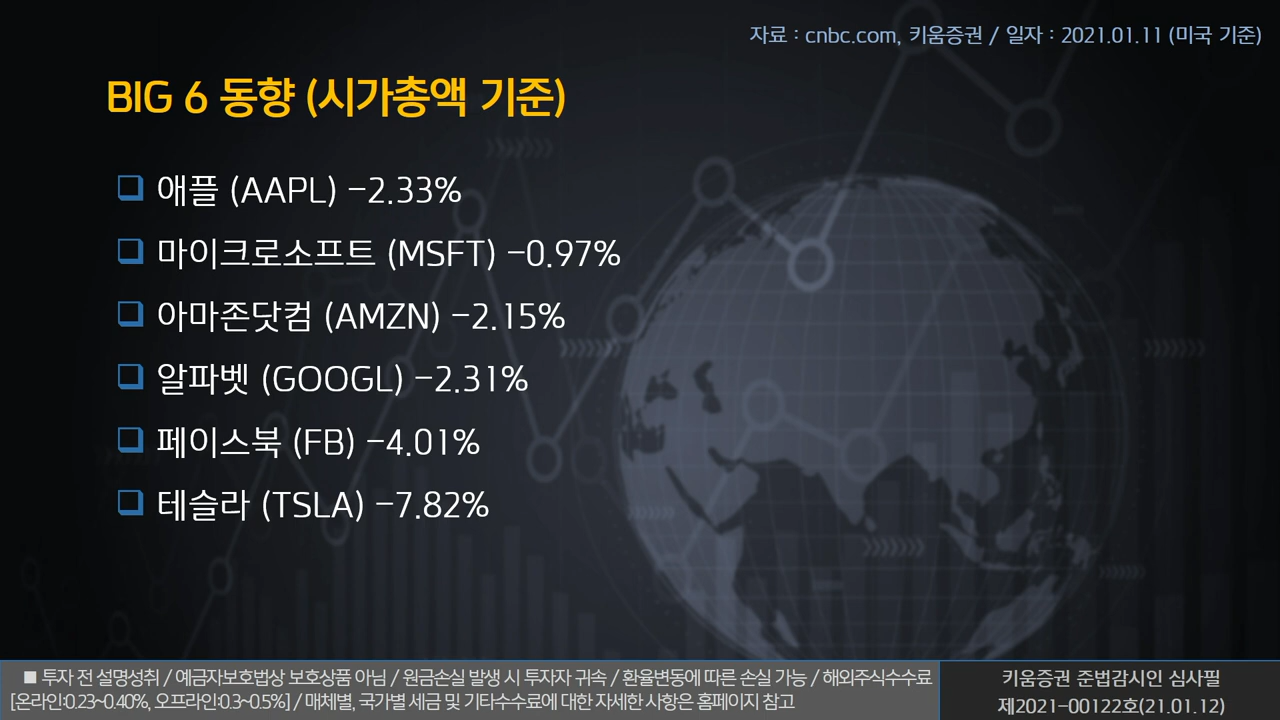 자료 : cnbc.com, 키움증권 / 일자 : 2021.01.11 (미국 기준)
BIG 6 동향 (시가총액 기준)
애플 (AAPL) -2.33%
마이크로소프트 (MSFT) -0.97%
아마존닷컴 (AMZN) -2.15%
알파벳 (GOOGL) -2.31%
페이스북 (FB) -4.01%
테슬라 (TSLA) -7.82%
■ 투자 전 설명성취 / 예금자보호법상 보호상품 아님 / 원금손실 발생 시 투자자 귀속 / 환율변동에 따른 손실 가능 / 해외주식수수료
[온라인:0.23~0.40%, 오프라인:0.3~0.5%] / 매체별, 국가별 세금 및 기타수수료에 대한 자세한 사항은 홈페이지 참고
키움증권 준법감시인 심사필
제2021-00122호(21.01.12)